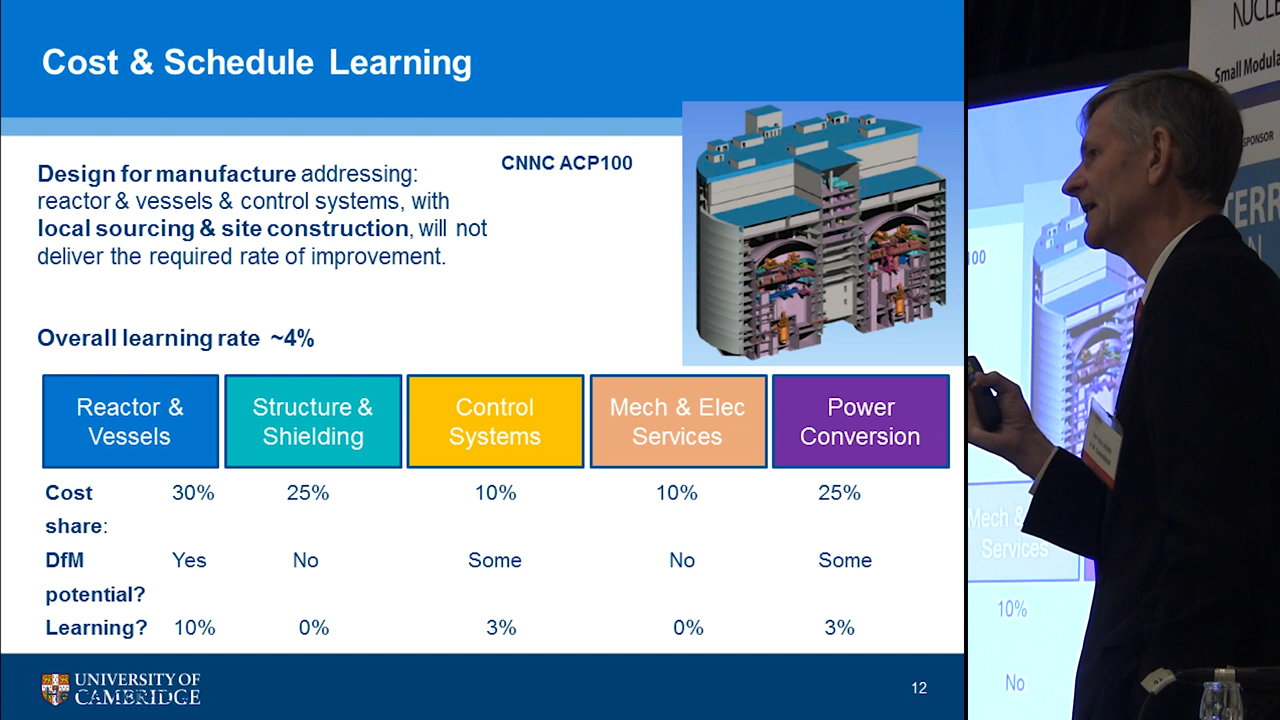 Cost & Schedule Learning
CNNC ACP100
Design for manufacture addressing:
reactor & vessels & control systems, with
local sourcing & site construction, will not
deliver the required rate of improvement.
Overall learning rate ~4%
Reactor &
Vessels
Structure &
Shielding
Control
Systems
Mech & Elec
Services
Power
Conversion
Cost 30% 25% 10% 10% 25%
share:
DfM Yes No Some No Some
potential?
Learning? 10% 0% 3% 0% 3%
UNIVERSITY OF
CAMBRIDGE
12
Small Modula
SPONSOR
100
Mech &
Services
10%
No